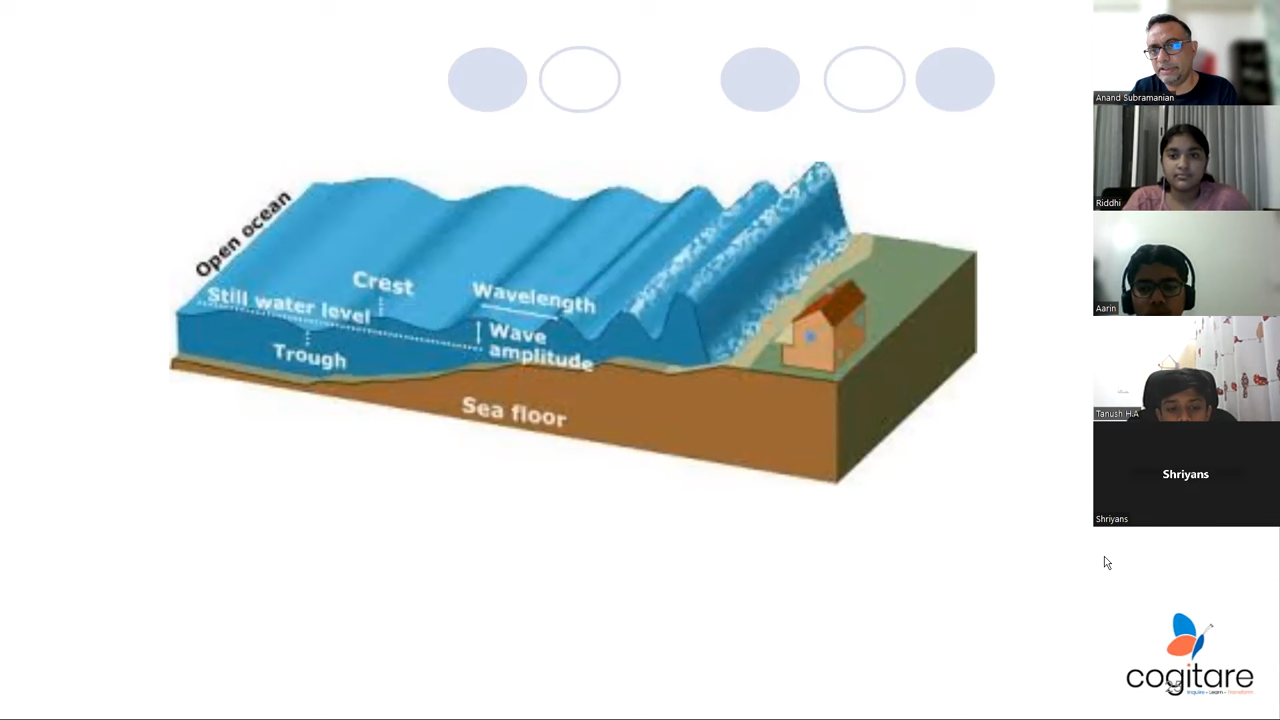 Open ocean
Still water level
Crest
Trough
Wavelength
Wave
amplitude
Sea floor
Anand Subramanian
Riddhi
Aarin
Tanush H.A
Shriyans
Shriyans
cogitare